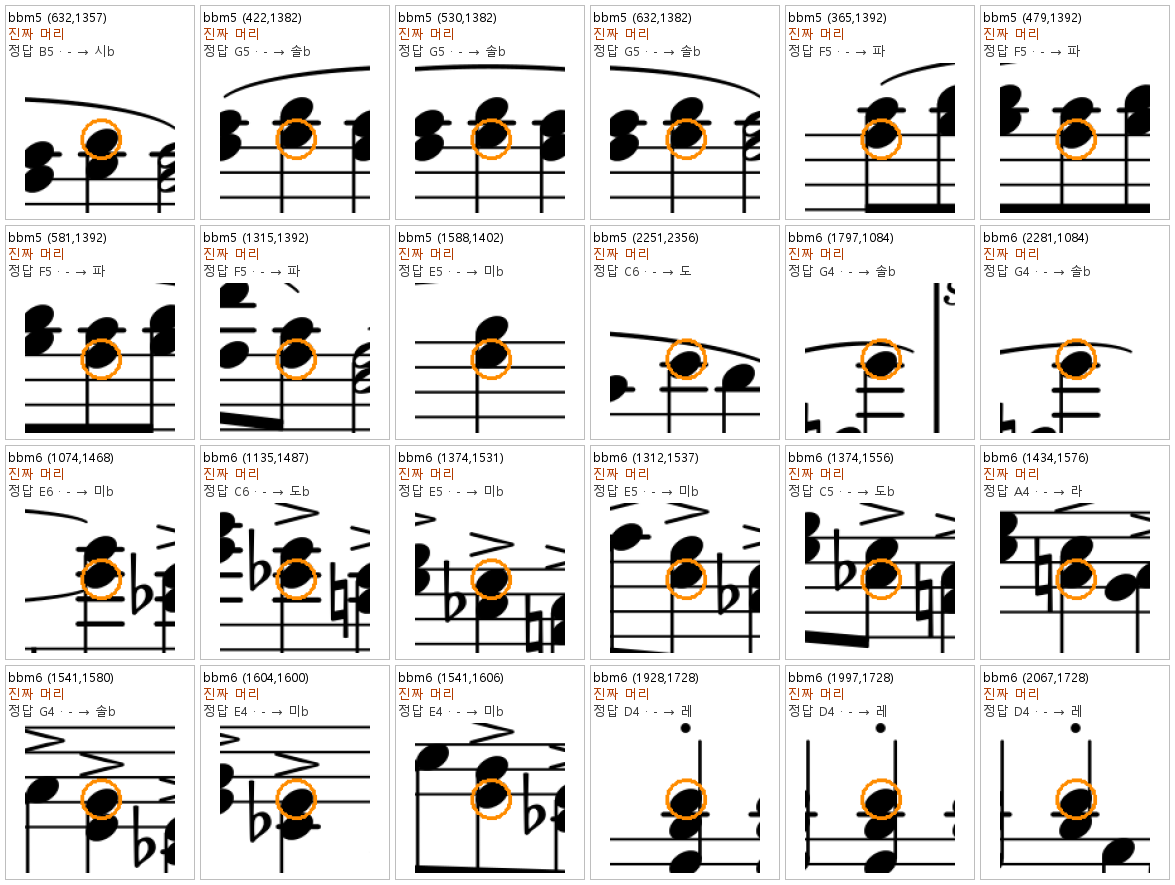 bbm5 (632,1357)
진짜 머리
정답 B5 · - → 시b
bbm5 (422,1382)
진짜 머리
정답 G5 · - → 솔b
bbm5 (530,1382)
진짜 머리
정답 G5 · - → 솔b
bbm5 (632,1382)
진짜 머리
정답 G5 · - → 솔b
bbm5 (365,1392)
진짜 머리
정답 F5 · - → 파
bbm5 (479,1392)
진짜 머리
정답 F5 · - → 파
bbm5 (581,1392)
진짜 머리
정답 F5 · - → 파
bbm5 (1315,1392)
진짜 머리
정답 F5 · - → 파
bbm5 (1588,1402)
진짜 머리
정답 E5 · - → 미b
bbm5 (2251,2356)
진짜 머리
정답 C6 · - → 도
bbm6 (1797,1084)
진짜 머리
정답 G4 · - → 솔b
bbm6 (2281,1084)
진짜 머리
정답 G4 · - → 솔b
bbm6 (1074,1468)
진짜 머리
정답 E6 · - → 미b
bbm6 (1135,1487)
진짜 머리
정답 C6 · - → 도b
bbm6 (1374,1531)
진짜 머리
정답 E5 · - → 미b
bbm6 (1312,1537)
진짜 머리
정답 E5 · - → 미b
bbm6 (1374,1556)
진짜 머리
정답 C5 · - → 도b
bbm6 (1434,1576)
진짜 머리
정답 A4 · - → 라
bbm6 (1541,1580)
진짜 머리
정답 G4 · - → 솔b
bbm6 (1604,1600)
진짜 머리
정답 E4 · - → 미b
bbm6 (1541,1606)
진짜 머리
정답 E4 · - → 미b
bbm6 (1928,1728)
진짜 머리
정답 D4 · - → 레
bbm6 (1997,1728)
진짜 머리
정답 D4 · - → 레
bbm6 (2067,1728)
진짜 머리
정답 D4 · - → 레